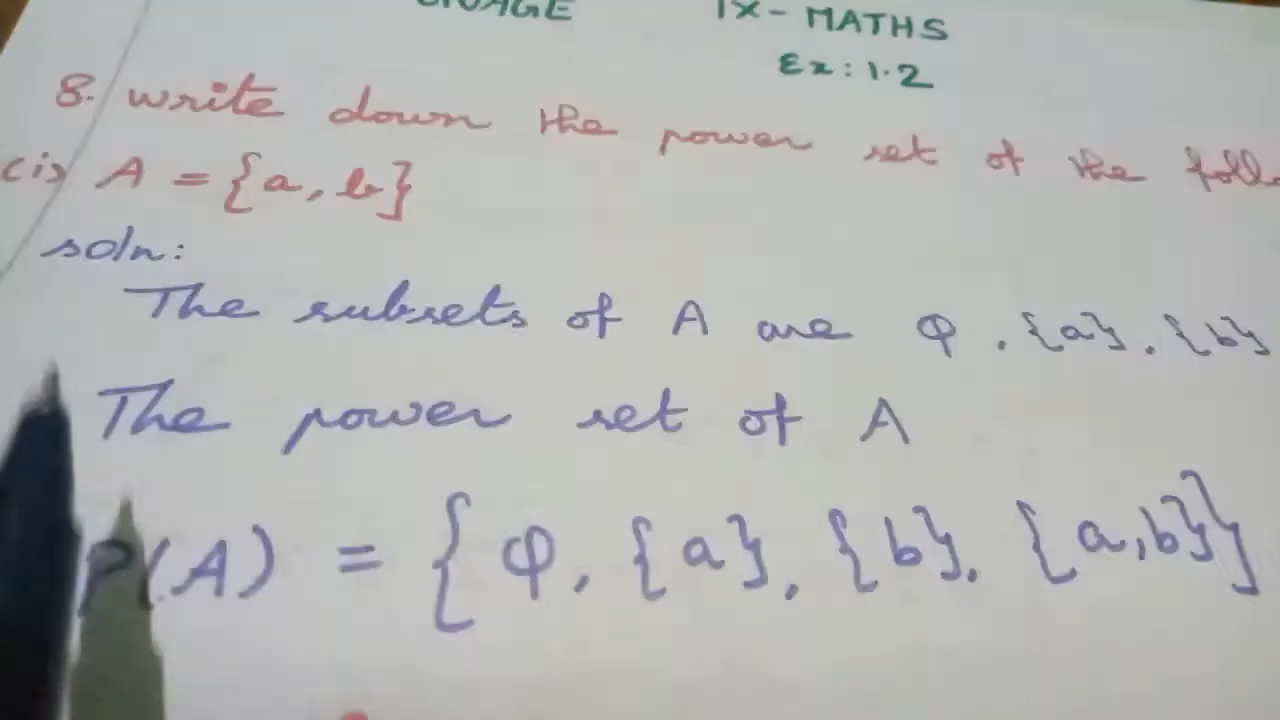 IX- MATHS
Ex: 1.2
8. write down the power set of the
(i) A = {a, b}
soln:
The subsets of A are φ, {a}, {b}
The power set of A
P(A) = {φ, {a}, {b}, {a,b}}